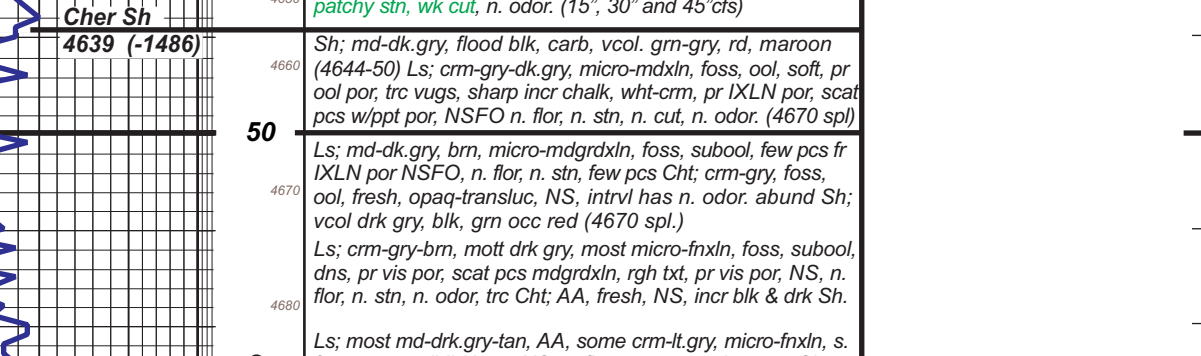 patchy stn, wk cut, n. odor. (15", 30" and 45"cfs)
Cher Sh
4639 (-1486)
Sh; md-dk.gry, flood blk, carb, vcol. grn-gry, rd, maroon
4660
(4644-50) Ls; crm-gry-dk.gry, micro-mdxln, foss, ool, soft, pr
ool por, trc vugs, sharp incr chalk, wht-crm, pr IXLN por, scat
pcs w/ppt por, NSFO n. flor, n. stn, n. cut, n. odor. (4670 spl)
50
Ls; md-dk.gry, brn, micro-mdgrdxln, foss, subool, few pcs fr
IXLN por NSFO, n. flor, n. stn, few pcs Cht; crm-gry, foss,
4670
ool, fresh, opaq-transluc, NS, intrvl has n. odor. abund Sh;
vcol drk gry, blk, grn occ red (4670 spl.)
Ls; crm-gry-brn, mott drk gry, most micro-fnxln, foss, subool,
dns, pr vis por, scat pcs mdgrdxln, rgh txt, pr vis por, NS, n.
flor, n. stn, n. odor, trc Cht; AA, fresh, NS, incr blk & drk Sh.
4680
Ls; most md-drk.gry-tan, AA, some crm-lt.gry, micro-fnxln, s.